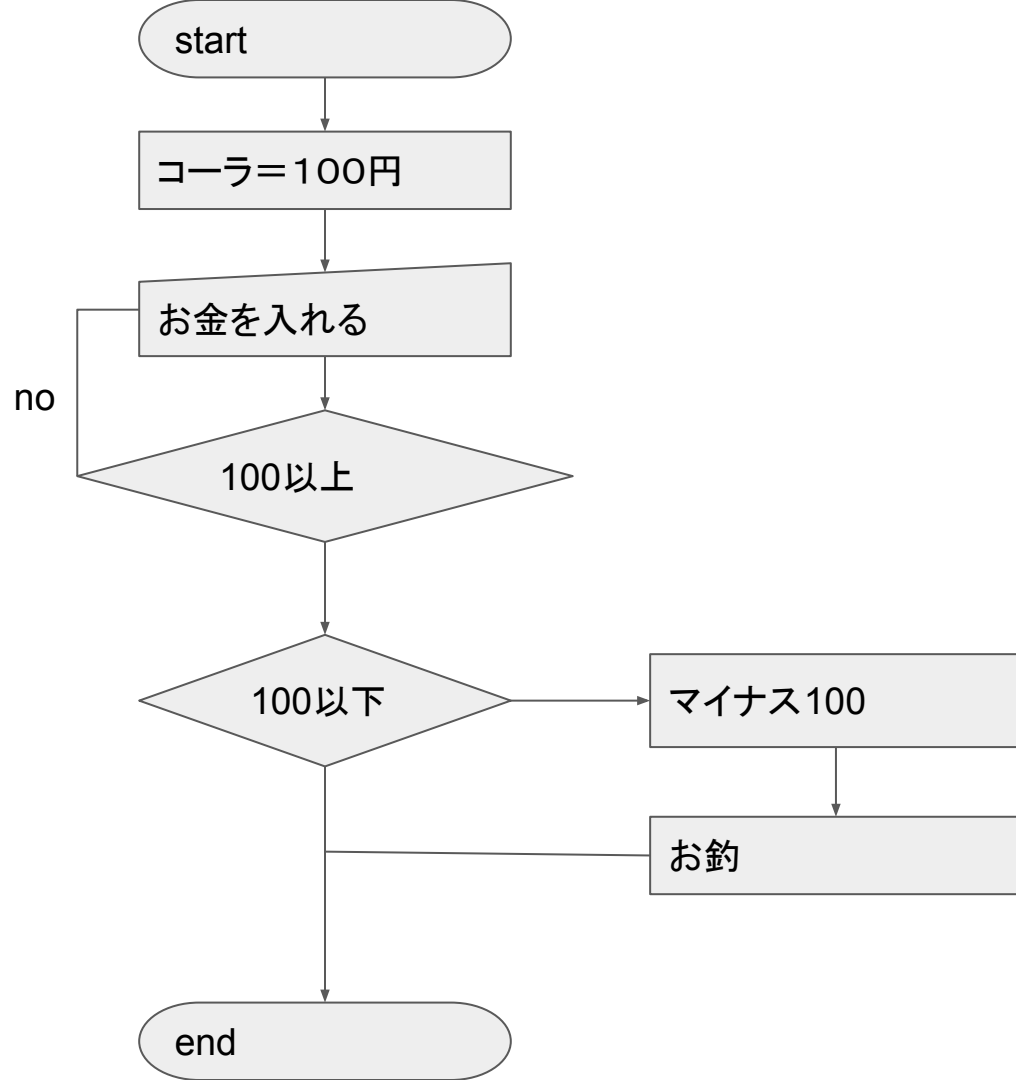 start
コーラ＝１００円
お金を入れる
no
100以上
100以下
マイナス100
お釣
end